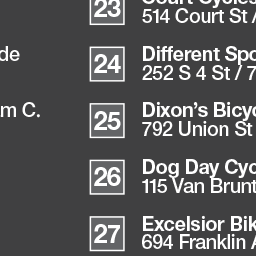 23 Court Cycles
514 Court St
de
24 Different Spo
252 S 4 St / 7
m C.
25 Dixon's Bicy
792 Union St
26 Dog Day Cyc
115 Van Brunt
27 Excelsior Bik
694 Franklin A